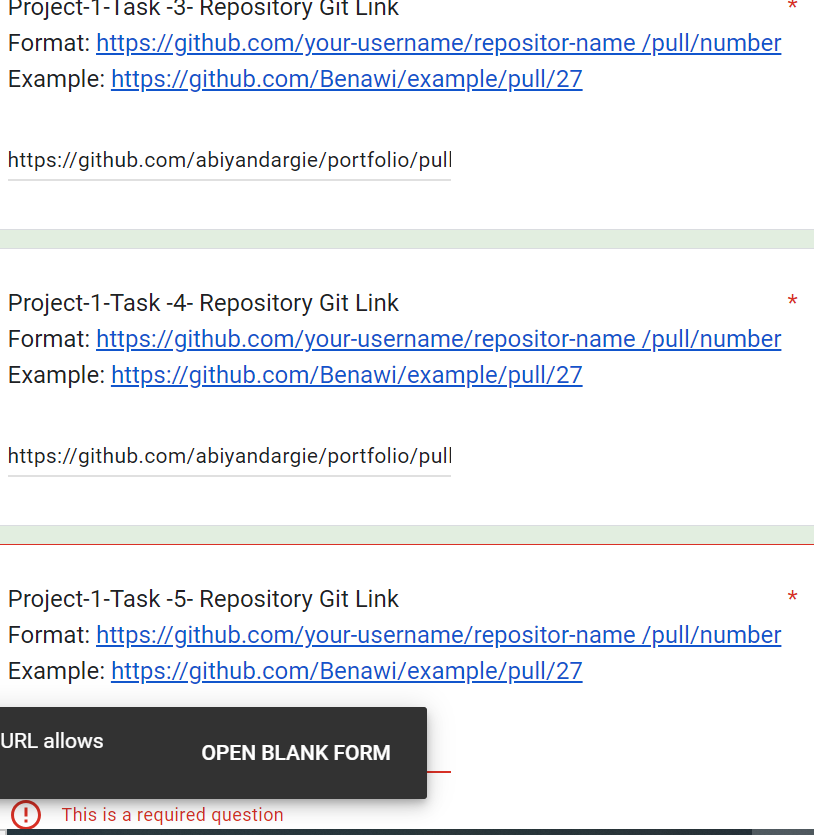 Project-1-Task -3- Repository Git Link *
Format: https://github.com/your-username/repositor-name /pull/number
Example: https://github.com/Benawi/example/pull/27
https://github.com/abiyandargie/portfolio/pull
Project-1-Task -4- Repository Git Link *
Format: https://github.com/your-username/repositor-name /pull/number
Example: https://github.com/Benawi/example/pull/27
https://github.com/abiyandargie/portfolio/pull
Project-1-Task -5- Repository Git Link *
Format: https://github.com/your-username/repositor-name /pull/number
Example: https://github.com/Benawi/example/pull/27
URL allows
OPEN BLANK FORM
This is a required question